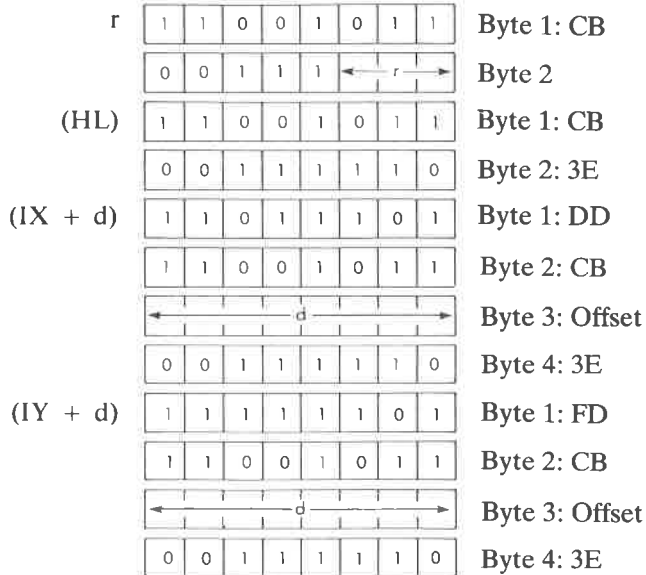 r 1 1 0 0 1 0 1 1 Byte 1: CB
0 0 1 1 1 r Byte 2
(HL) 1 1 0 0 1 0 1 1 Byte 1: CB
0 0 1 1 1 1 1 0 Byte 2: 3E
(IX + d) 1 1 0 1 1 1 0 1 Byte 1: DD
1 1 0 0 1 0 1 1 Byte 2: CB
d Byte 3: Offset
0 0 1 1 1 1 1 0 Byte 4: 3E
(IY + d) 1 1 1 1 1 1 0 1 Byte 1: FD
1 1 0 0 1 0 1 1 Byte 2: CB
d Byte 3: Offset
0 0 1 1 1 1 1 0 Byte 4: 3E